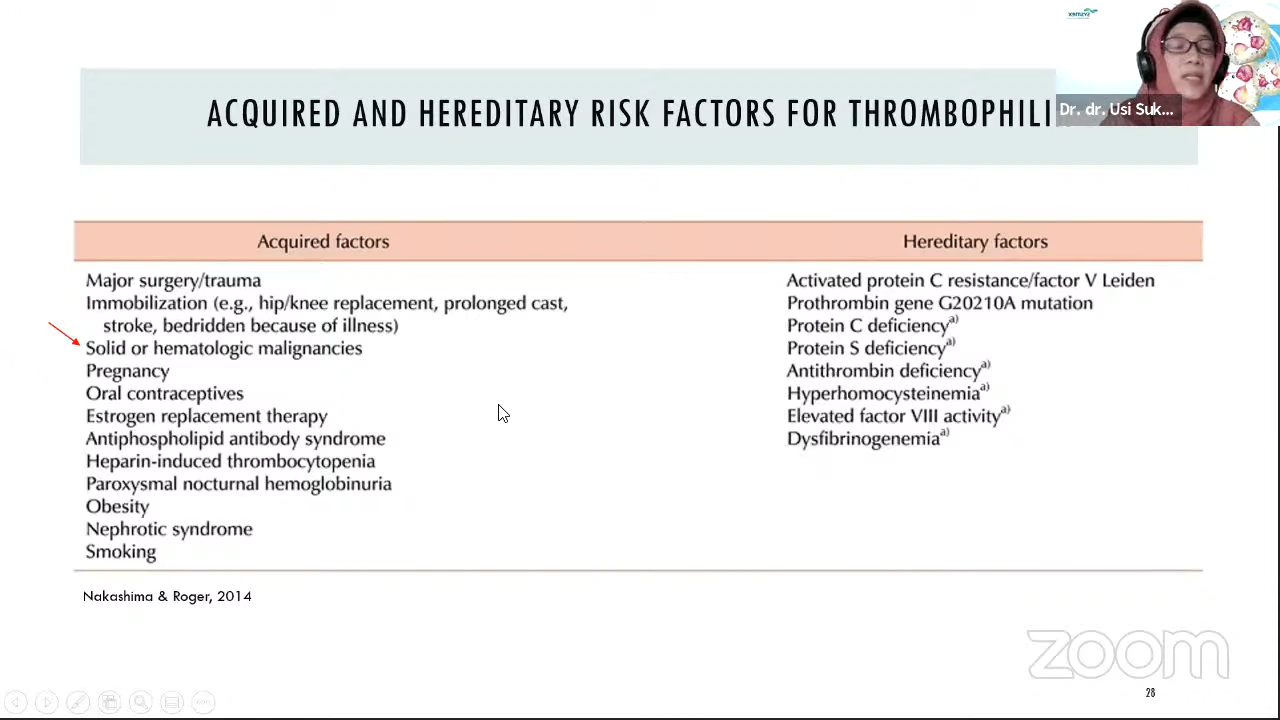 ACQUIRED AND HEREDITARY RISK FACTORS FOR THROMBOPHILI
Dr. dr. Usi Suk...
Acquired factors
Major surgery/trauma
Immobilization (e.g., hip/knee replacement, prolonged cast,
stroke, bedridden because of illness)
Solid or hematologic malignancies
Pregnancy
Oral contraceptives
Estrogen replacement therapy
Antiphospholipid antibody syndrome
Heparin-induced thrombocytopenia
Paroxysmal nocturnal hemoglobinuria
Obesity
Nephrotic syndrome
Smoking
Hereditary factors
Activated protein C resistance/factor V Leiden
Prothrombin gene G20210A mutation
Protein C deficiency a)
Protein S deficiency a)
Antithrombin deficiency a)
Hyperhomocysteinemia a)
Elevated factor VIII activity a)
Dysfibrinogenemia a)
Nakashima & Roger, 2014
zoom
28